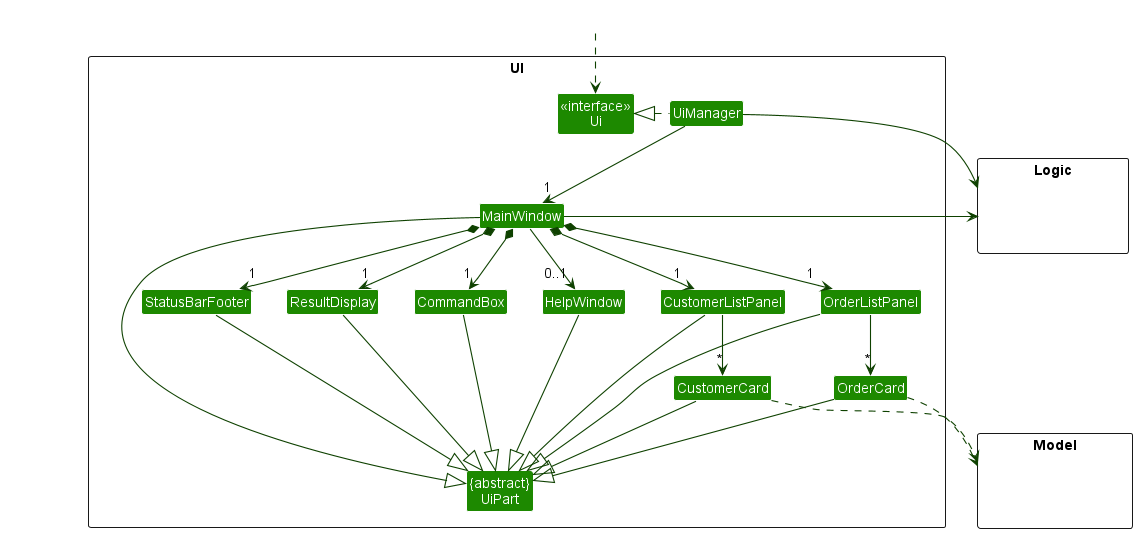 UI
«interface»
Ui
UiManager
Logic
1
MainWindow
1
1
1
0..1
1
1
StatusBarFooter
ResultDisplay
CommandBox
HelpWindow
CustomerListPanel
OrderListPanel
*
*
CustomerCard
OrderCard
Model
{abstract}
UiPart